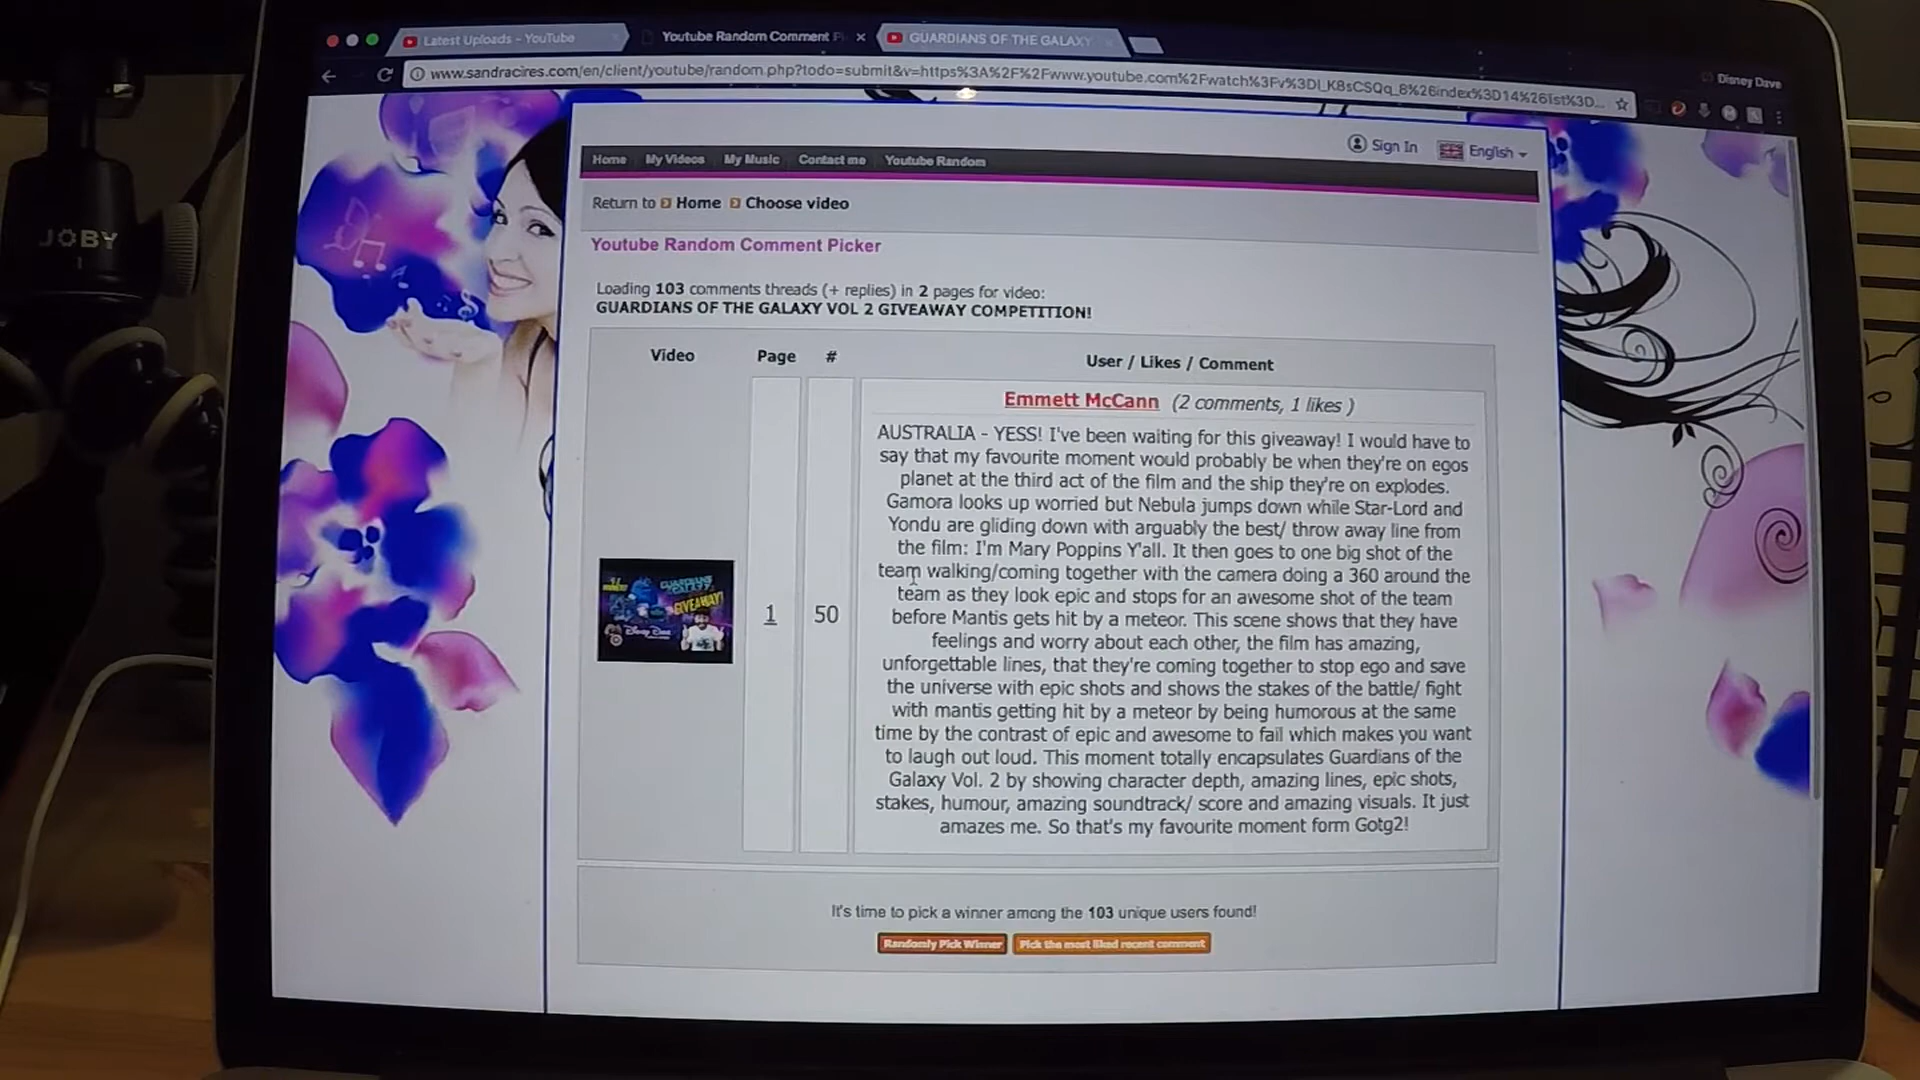 Latest Uploads - YouTube
Youtube Random Comment P
GUARDIANS OF THE GALAXY
Disney Dave
www.sandracires.com/en/client/youtube/random.php?todo=submit&v=https%3A%2F%2Fwww.youtube.com%2Fwatch%3Fv%3DI_K8sCSQq_8%26index%3D14%26list%3D...
Sign In English
Home My Videos My Music Contact me Youtube Random
Return to Home Choose video
JOBY
Youtube Random Comment Picker
Loading 103 comments threads (+ replies) in 2 pages for video:
GUARDIANS OF THE GALAXY VOL 2 GIVEAWAY COMPETITION!
Video Page # User / Likes / Comment
Emmett McCann (2 comments, 1 likes )
AUSTRALIA - YESS! I've been waiting for this giveaway! I would have to
say that my favourite moment would probably be when they're on egos
planet at the third act of the film and the ship they're on explodes.
Gamora looks up worried but Nebula jumps down while Star-Lord and
Yondu are gliding down with arguably the best/ throw away line from
the film: I'm Mary Poppins Y'all. It then goes to one big shot of the
team walking/coming together with the camera doing a 360 around the
team as they look epic and stops for an awesome shot of the team
before Mantis gets hit by a meteor. This scene shows that they have
feelings and worry about each other, the film has amazing,
unforgettable lines, that they're coming together to stop ego and save
the universe with epic shots and shows the stakes of the battle/ fight
with mantis getting hit by a meteor by being humorous at the same
time by the contrast of epic and awesome to fail which makes you want
to laugh out loud. This moment totally encapsulates Guardians of the
Galaxy Vol. 2 by showing character depth, amazing lines, epic shots,
stakes, humour, amazing soundtrack/ score and amazing visuals. It just
amazes me. So that's my favourite moment form Gotg2!
GUARDIANS
GALAXY
GIVEAWAY!
Disney Dave
1 50
It's time to pick a winner among the 103 unique users found!
Randomly Pick Winner Pick the most liked recent comment